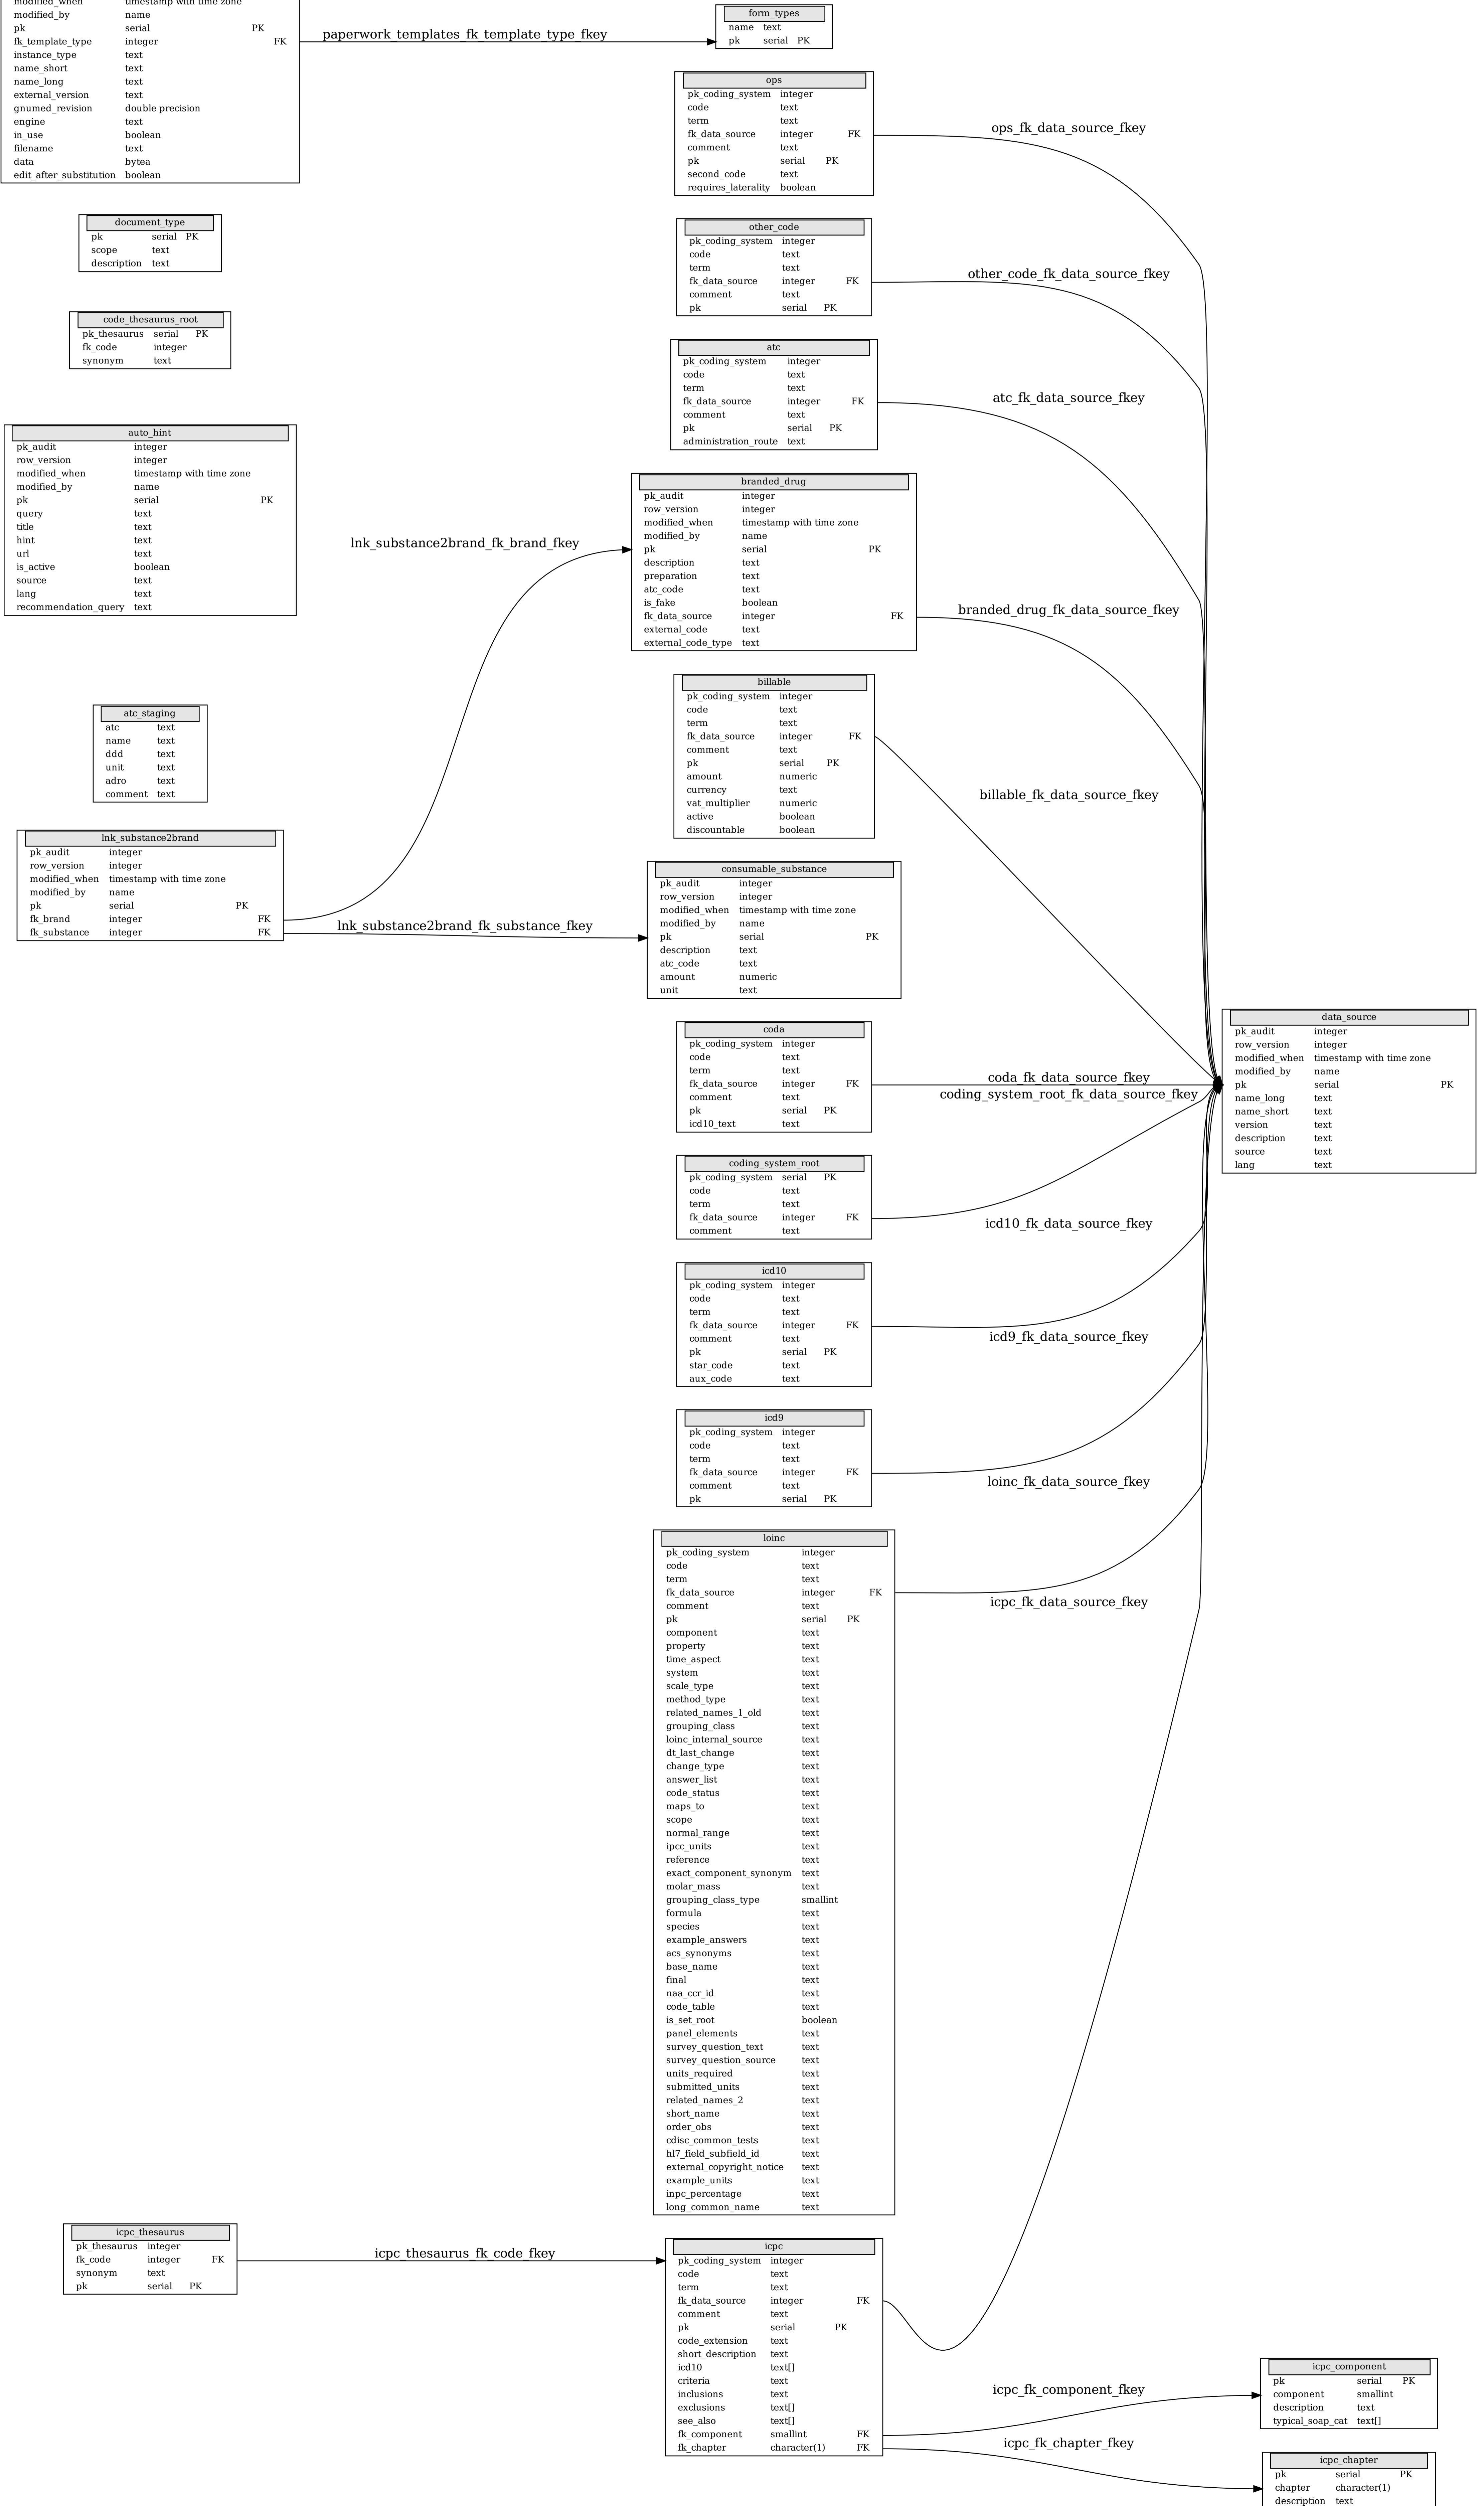 modified_when timestamp with time zone
modified_by name
pk serial PK
fk_template_type integer FK
instance_type text
name_short text
name_long text
external_version text
gnumed_revision double precision
engine text
in_use boolean
filename text
data bytea
edit_after_substitution boolean
paperwork_templates_fk_template_type_fkey
form_types
name text
pk serial PK
document_type
pk serial PK
scope text
description text
code_thesaurus_root
pk_thesaurus serial PK
fk_code integer
synonym text
auto_hint
pk_audit integer
row_version integer
modified_when timestamp with time zone
modified_by name
pk serial PK
query text
title text
hint text
url text
is_active boolean
source text
lang text
recommendation_query text
atc_staging
atc text
name text
ddd text
unit text
adro text
comment text
lnk_substance2brand
pk_audit integer
row_version integer
modified_when timestamp with time zone
modified_by name
pk serial PK
fk_brand integer FK
fk_substance integer FK
lnk_substance2brand_fk_brand_fkey
lnk_substance2brand_fk_substance_fkey
icpc_thesaurus
pk_thesaurus integer
fk_code integer FK
synonym text
pk serial PK
icpc_thesaurus_fk_code_fkey
ops
pk_coding_system integer
code text
term text
fk_data_source integer FK
comment text
pk serial PK
second_code text
requires_laterality boolean
other_code
pk_coding_system integer
code text
term text
fk_data_source integer FK
comment text
pk serial PK
atc
pk_coding_system integer
code text
term text
fk_data_source integer FK
comment text
pk serial PK
administration_route text
branded_drug
pk_audit integer
row_version integer
modified_when timestamp with time zone
modified_by name
pk serial PK
description text
preparation text
atc_code text
is_fake boolean
fk_data_source integer FK
external_code text
external_code_type text
billable
pk_coding_system integer
code text
term text
fk_data_source integer FK
comment text
pk serial PK
amount numeric
currency text
vat_multiplier numeric
active boolean
discountable boolean
consumable_substance
pk_audit integer
row_version integer
modified_when timestamp with time zone
modified_by name
pk serial PK
description text
atc_code text
amount numeric
unit text
coda
pk_coding_system integer
code text
term text
fk_data_source integer FK
comment text
pk serial PK
icd10_text text
coding_system_root
pk_coding_system serial PK
code text
term text
fk_data_source integer FK
comment text
icd10
pk_coding_system integer
code text
term text
fk_data_source integer FK
comment text
pk serial PK
star_code text
aux_code text
icd9
pk_coding_system integer
code text
term text
fk_data_source integer FK
comment text
pk serial PK
loinc
pk_coding_system integer
code text
term text
fk_data_source integer FK
comment text
pk serial PK
component text
property text
time_aspect text
system text
scale_type text
method_type text
related_names_1_old text
grouping_class text
loinc_internal_source text
dt_last_change text
change_type text
answer_list text
code_status text
maps_to text
scope text
normal_range text
ipcc_units text
reference text
exact_component_synonym text
molar_mass text
grouping_class_type smallint
formula text
species text
example_answers text
acs_synonyms text
base_name text
final text
naa_ccr_id text
code_table text
is_set_root boolean
panel_elements text
survey_question_text text
survey_question_source text
units_required text
submitted_units text
related_names_2 text
short_name text
order_obs text
cdisc_common_tests text
hl7_field_subfield_id text
external_copyright_notice text
example_units text
inpc_percentage text
long_common_name text
icpc
pk_coding_system integer
code text
term text
fk_data_source integer FK
comment text
pk serial PK
code_extension text
short_description text
icd10 text[]
criteria text
inclusions text
exclusions text[]
see_also text[]
fk_component smallint FK
fk_chapter character(1) FK
ops_fk_data_source_fkey
other_code_fk_data_source_fkey
atc_fk_data_source_fkey
branded_drug_fk_data_source_fkey
billable_fk_data_source_fkey
coda_fk_data_source_fkey
coding_system_root_fk_data_source_fkey
icd10_fk_data_source_fkey
icd9_fk_data_source_fkey
loinc_fk_data_source_fkey
icpc_fk_data_source_fkey
icpc_fk_component_fkey
icpc_fk_chapter_fkey
data_source
pk_audit integer
row_version integer
modified_when timestamp with time zone
modified_by name
pk serial PK
name_long text
name_short text
version text
description text
source text
lang text
icpc_component
pk serial PK
component smallint
description text
typical_soap_cat text[]
icpc_chapter
pk serial PK
chapter character(1)
description text